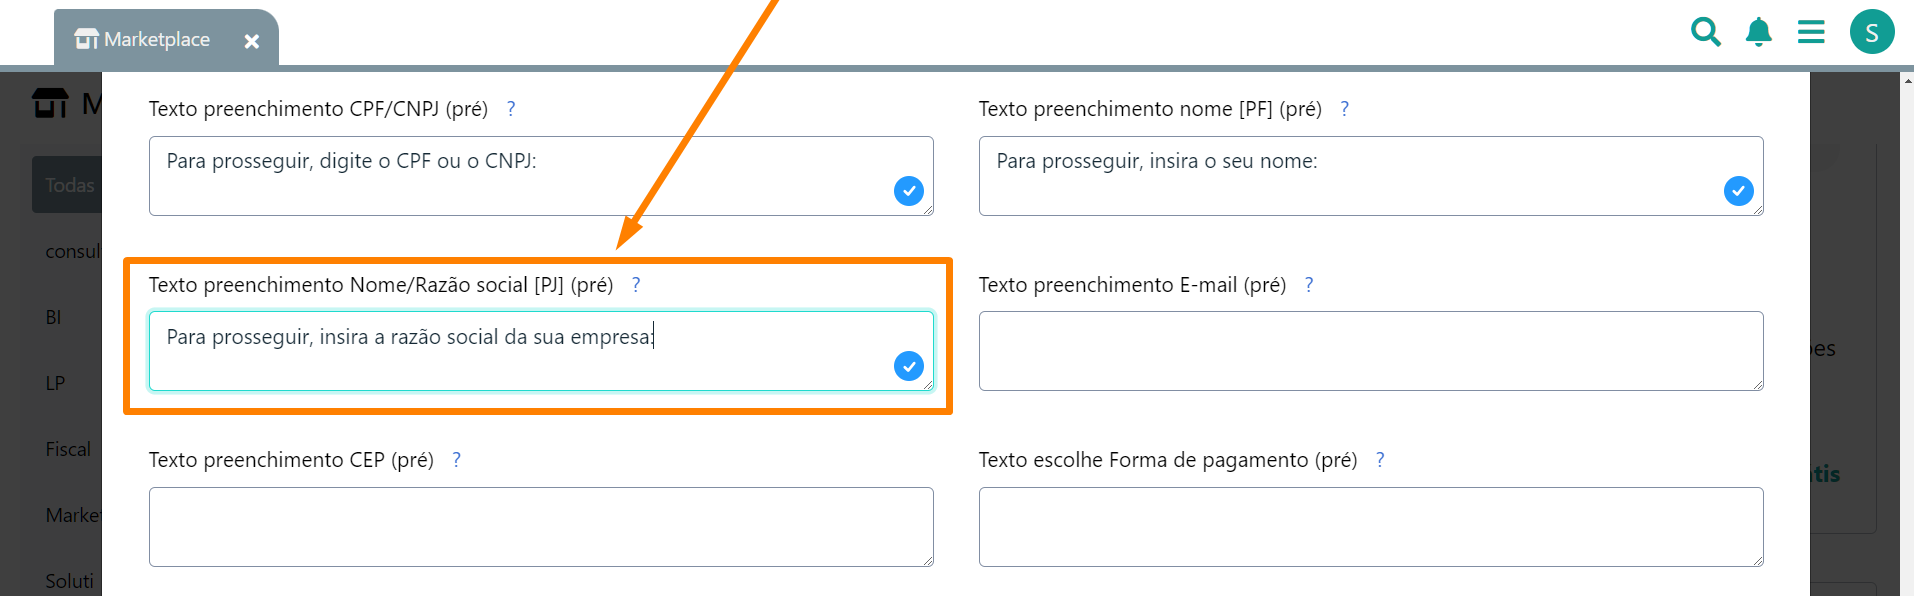 Marketplace
S
M
Texto preenchimento CPF/CNPJ (pré) ?
Texto preenchimento nome [PF] (pré) ?
Para prosseguir, digite o CPF ou o CNPJ:
Para prosseguir, insira o seu nome:
Todas
consul
Texto preenchimento Nome/Razão social [PJ] (pré) ?
Texto preenchimento E-mail (pré) ?
BI
Para prosseguir, insira a razão social da sua empresa:
ões
LP
Fiscal
Texto preenchimento CEP (pré) ?
Texto escolhe Forma de pagamento (pré) ?
tis
Market
Soluti